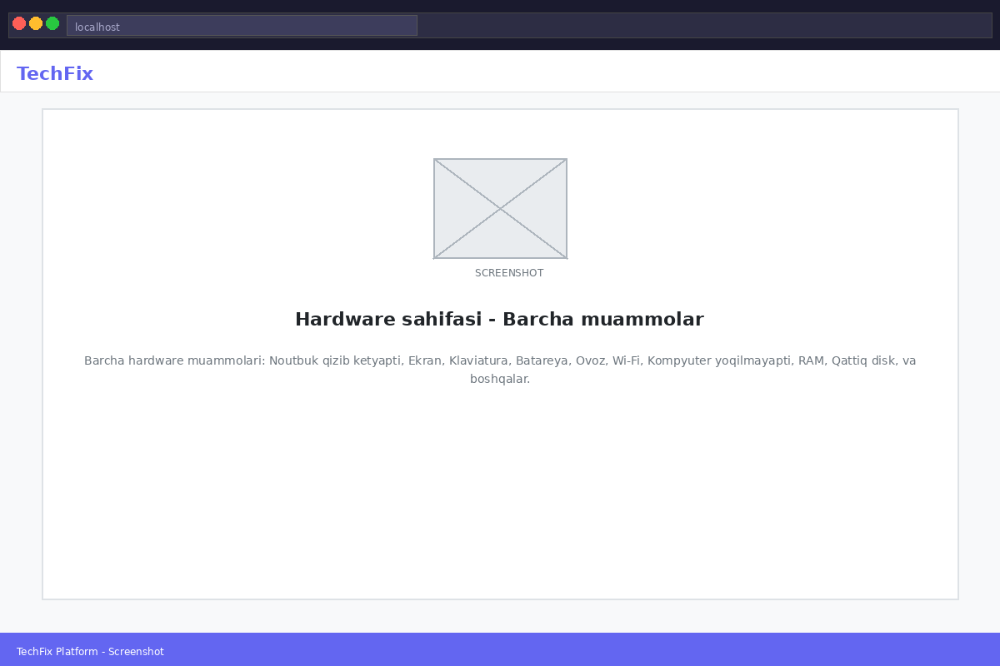 localhost
TechFix
SCREENSHOT
Hardware sahifasi - Barcha muammolar
Barcha hardware muammolari: Noutbuk qizib ketyapti, Ekran, Klaviatura, Batareya, Ovoz, Wi-Fi, Kompyuter yoqilmayapti, RAM, Qattiq disk, va
boshqalar.
TechFix Platform - Screenshot